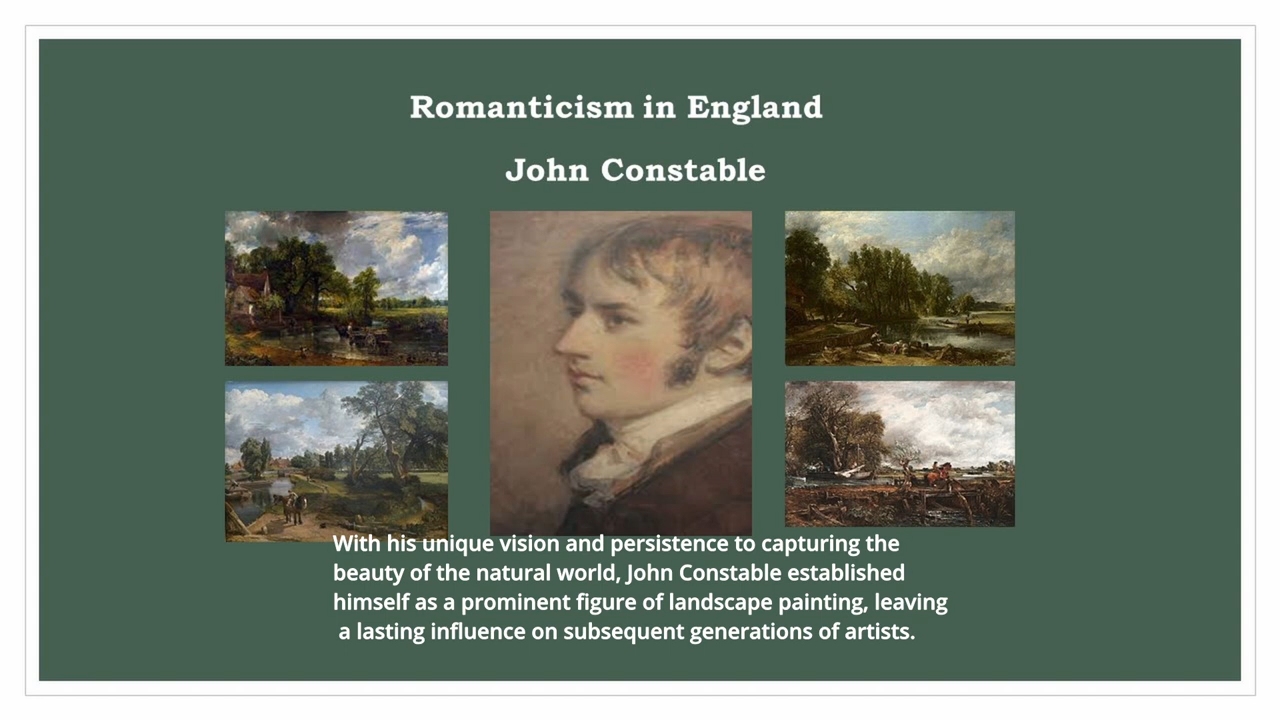 Romanticism in England
John Constable
With his unique vision and persistence to capturing the
beauty of the natural world, John Constable established
himself as a prominent figure of landscape painting, leaving
a lasting influence on subsequent generations of artists.